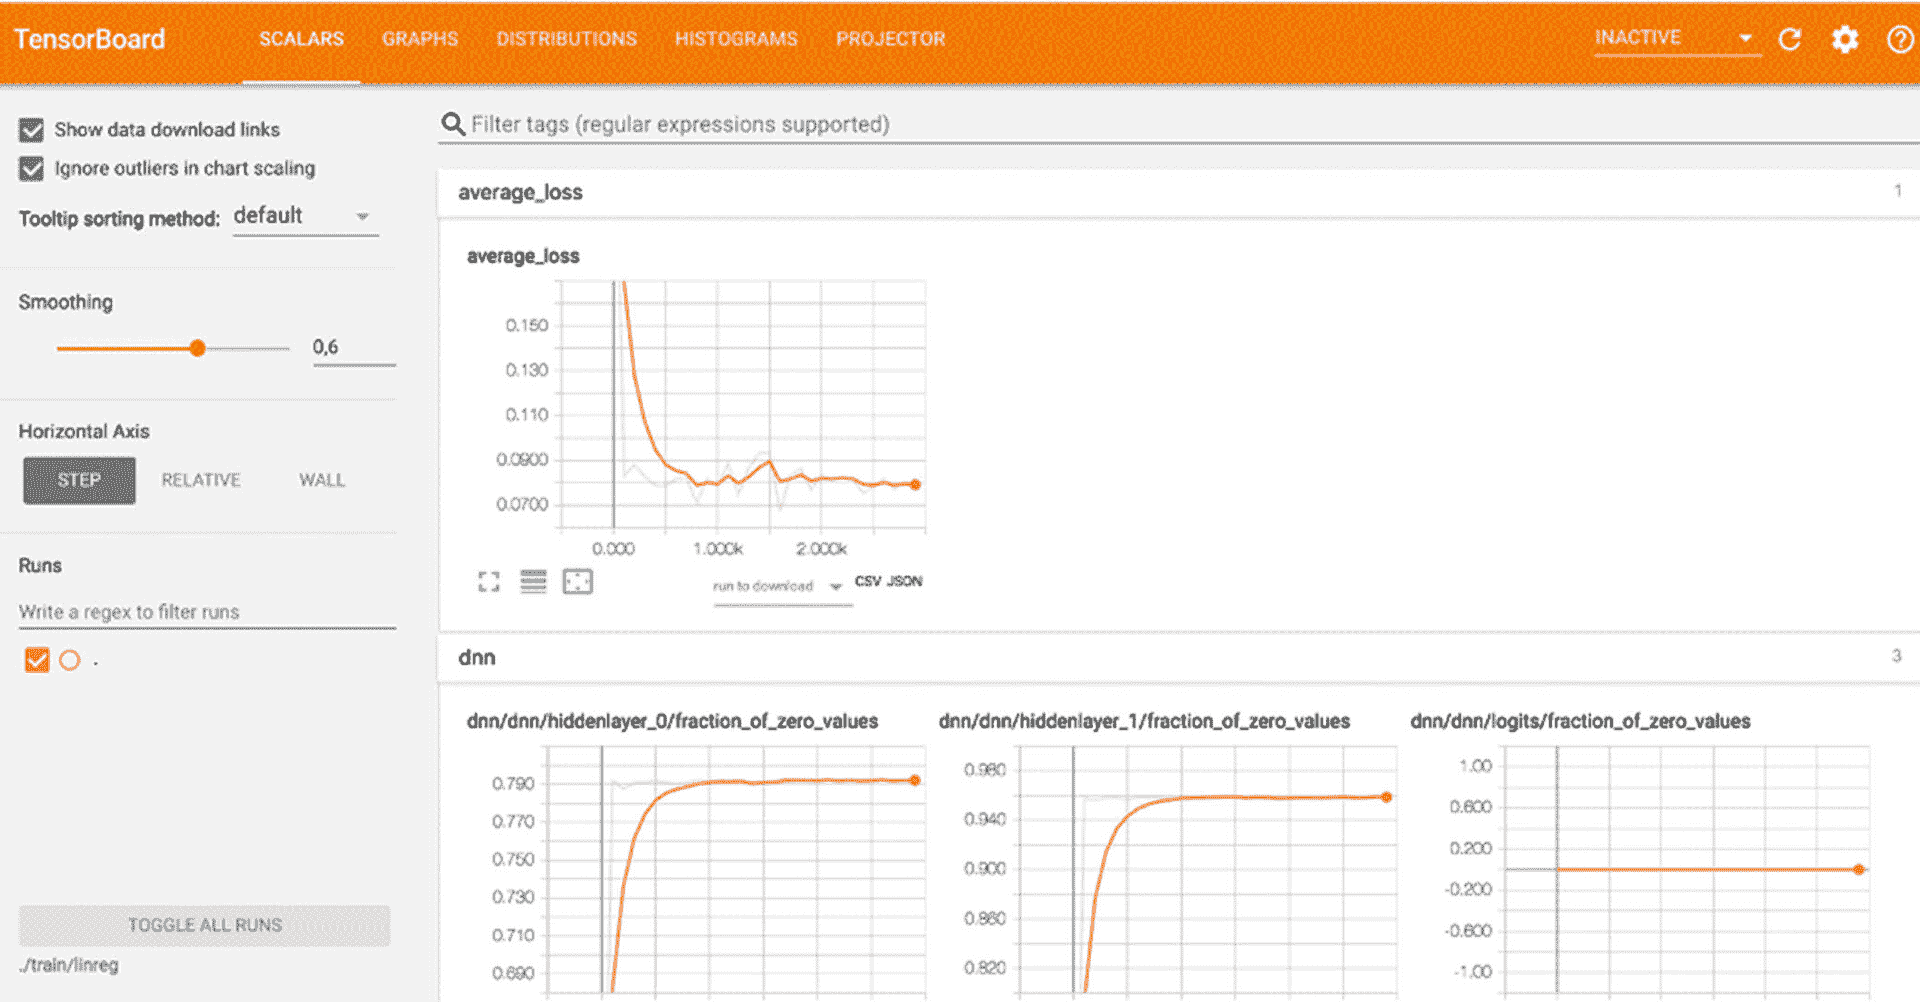 TensorBoard SCALARS GRAPHS DISTRIBUTIONS HISTOGRAMS PROJECTOR INACTIVE
Show data download links
Ignore outliers in chart scaling
Tooltip sorting method: default
Smoothing
0,6
Horizontal Axis
STEP RELATIVE WALL
Runs
Write a regex to filter runs
.
TOGGLE ALL RUNS
./train/linreg
Filter tags (regular expressions supported)
average_loss 1
average_loss
0.150
0.130
0.110
0.0900
0.0700
0.000 1.000k 2.000k
run to download CSV JSON
dnn 3
dnn/dnn/hiddenlayer_0/fraction_of_zero_values
0.790
0.770
0.750
0.730
0.710
0.690
dnn/dnn/hiddenlayer_1/fraction_of_zero_values
0.980
0.940
0.900
0.860
0.820
dnn/dnn/logits/fraction_of_zero_values
1.00
0.600
0.200
-0.200
-0.600
-1.00